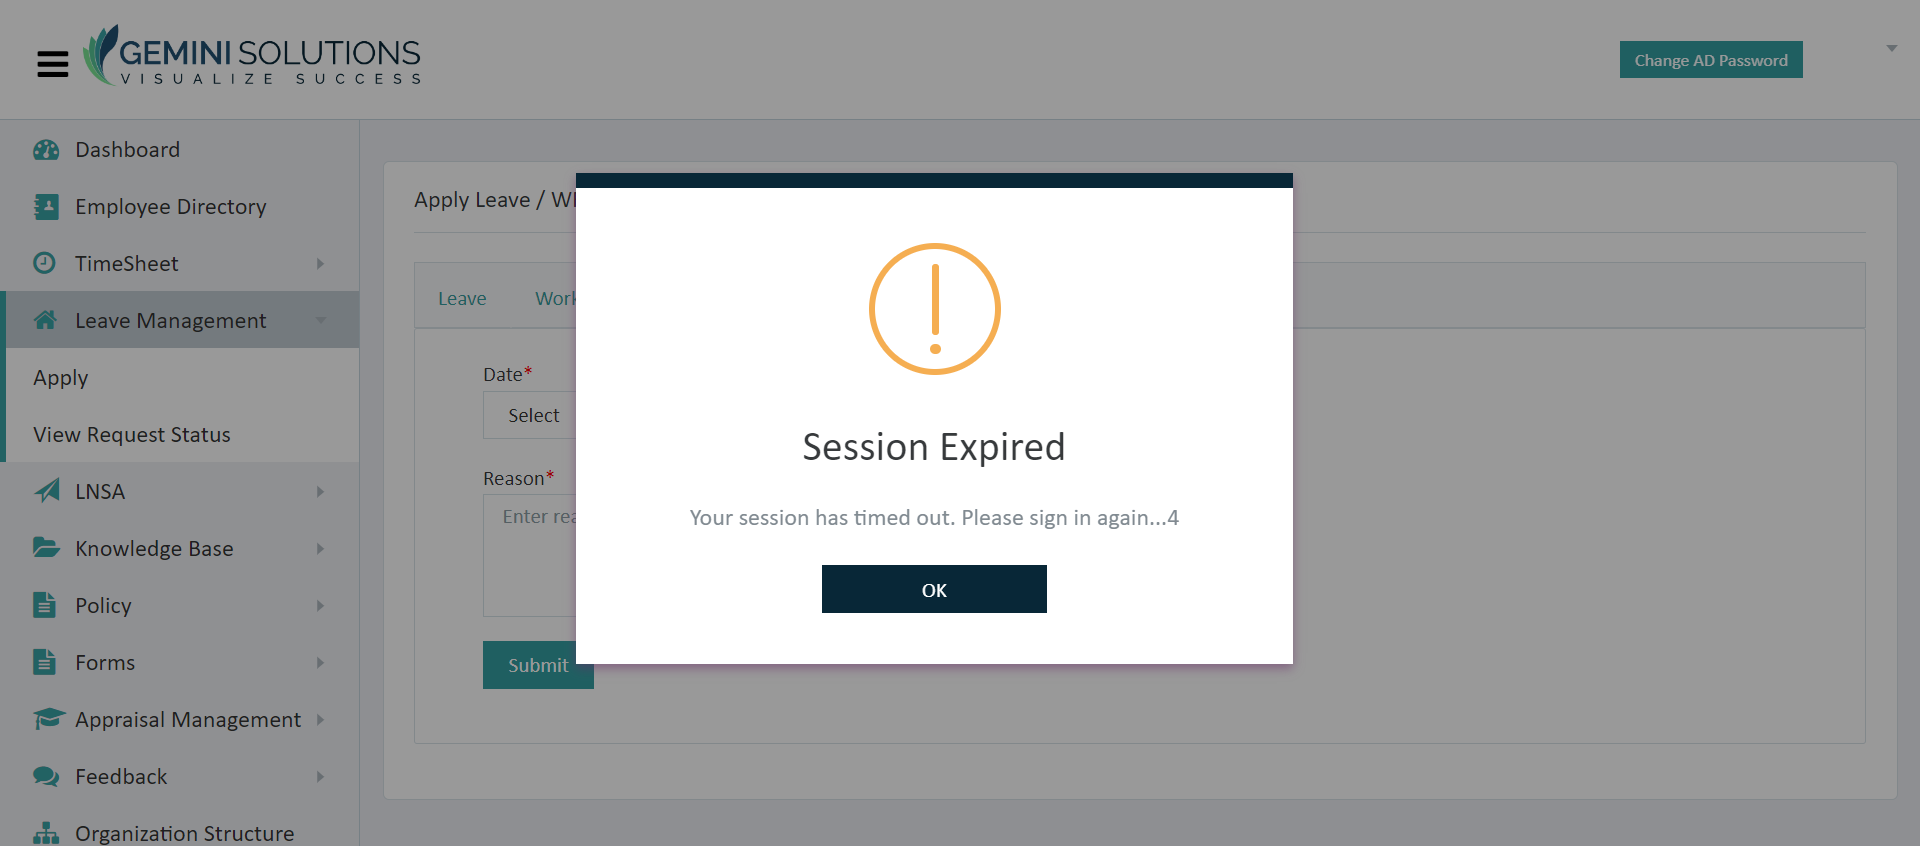 GEMINI SOLUTIONS
VISUALIZE SUCCESS
Change AD Password
Dashboard
Employee Directory
TimeSheet
Leave Management
Apply
View Request Status
LNSA
Knowledge Base
Policy
Forms
Appraisal Management
Feedback
Organization Structure
Apply Leave /
Leave
Work
Date*
Select
Reason*
Enter
Submit
Session Expired
Your session has timed out. Please sign in again...4
OK